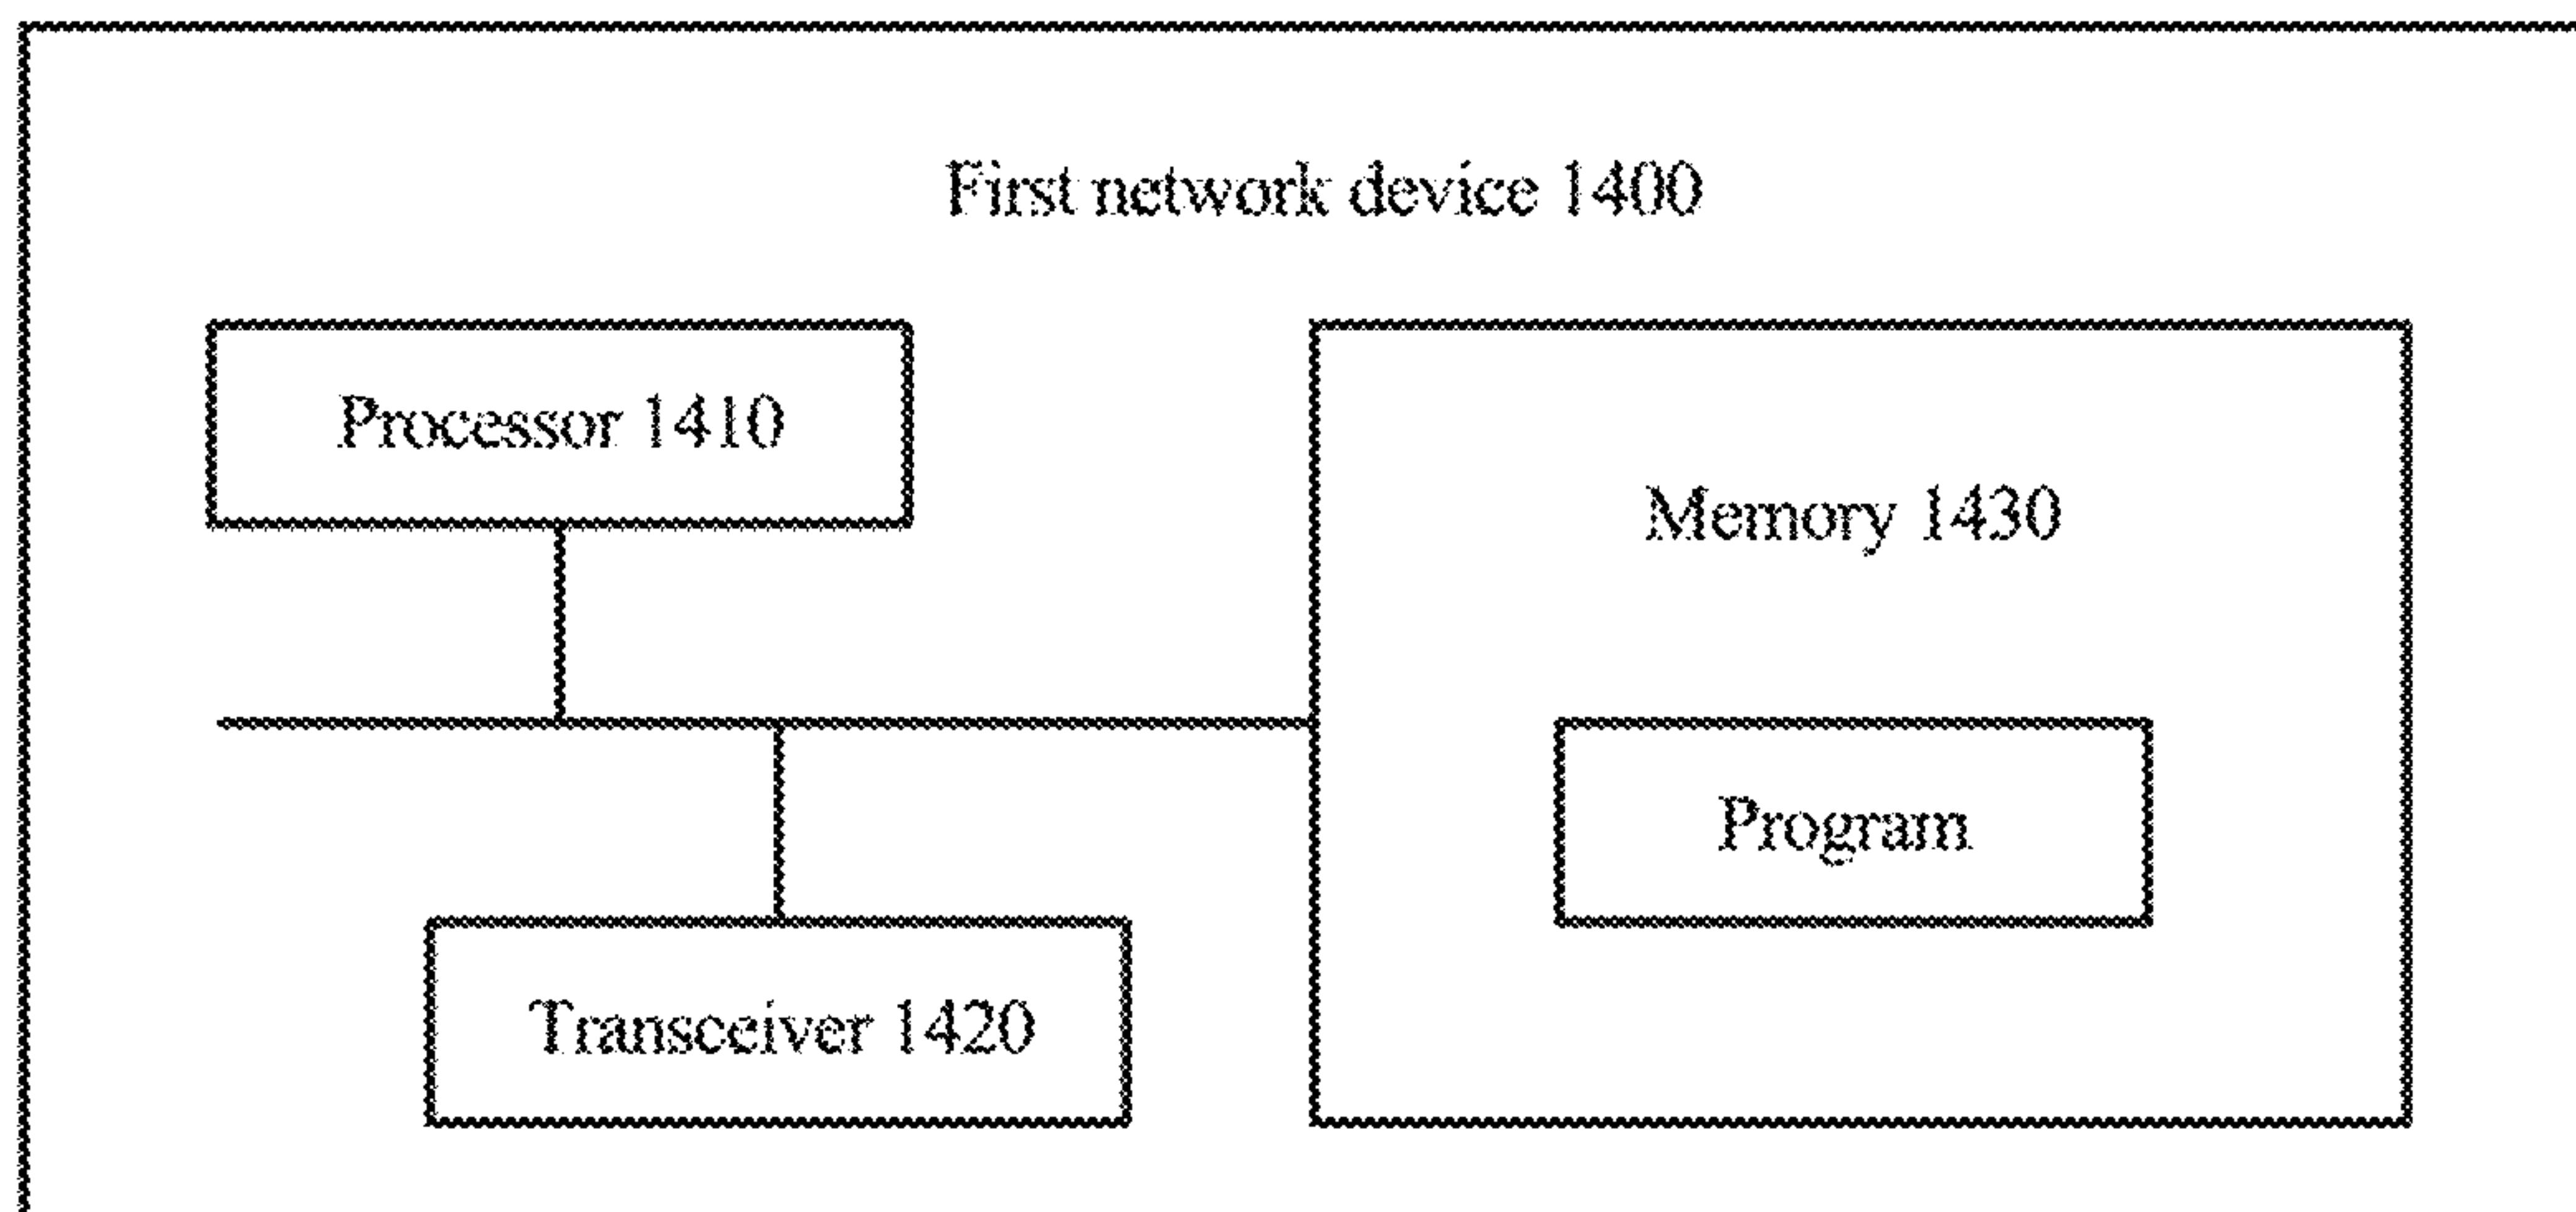 First network device 1400
Processor 1410
Memory 1430
Program
Transceiver 1420